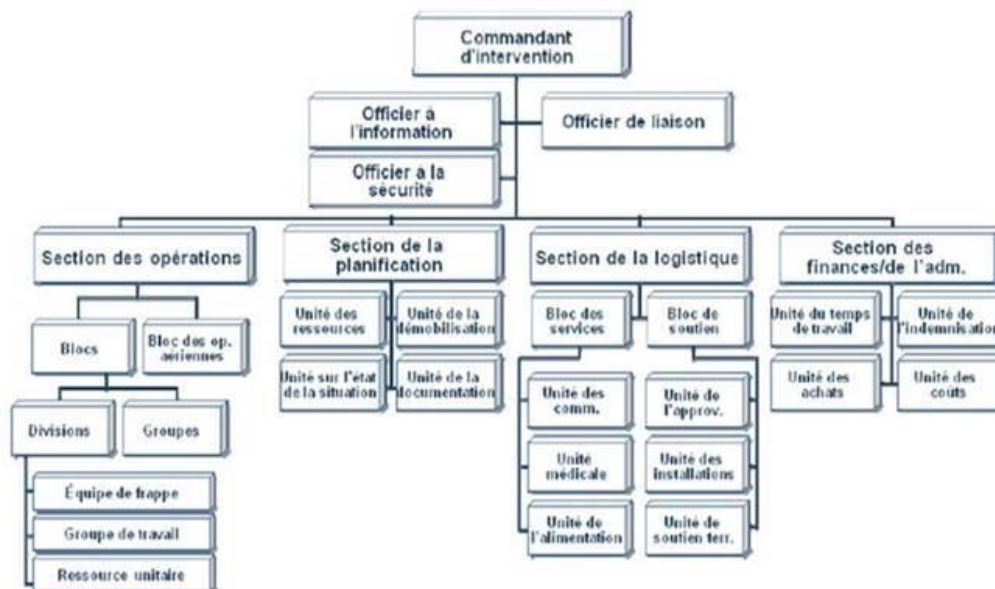 Commandant
d'intervention
Officier à
l'information
Officier de liaison
Officier à la
sécurité
Section des opérations
Section de la
planification
Section de la logistique
Section des
finances/de l'adm.
Blocs
Bloc des op.
aériennes
Divisions
Groupes
Équipe de frappe
Groupe de travail
Ressource unitaire
Unité des
ressources
Unité de la
démobilisation
Unité sur l'état
de la situation
Unité de la
documentation
Bloc des
services
Bloc de
soutien
Unité des
comm.
Unité de
l'approv.
Unité
médicale
Unité des
installations
Unité de
l'alimentation
Unité de
soutien terr.
Unité du temps
de travail
Unité de
l'indemnisation
Unité des
achats
Unité des
coûts